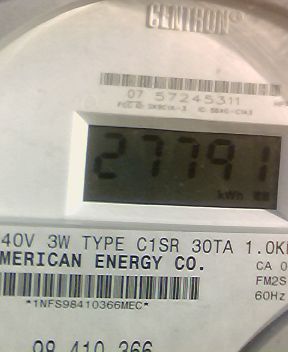 CENTRON®
07 57245311
27791
kWh
40V 3W TYPE C1SR 30TA 1.0K
MERICAN ENERGY CO.
CA 0
FM2S
60Hz
*1NFS98410366MEC*
98 410 366